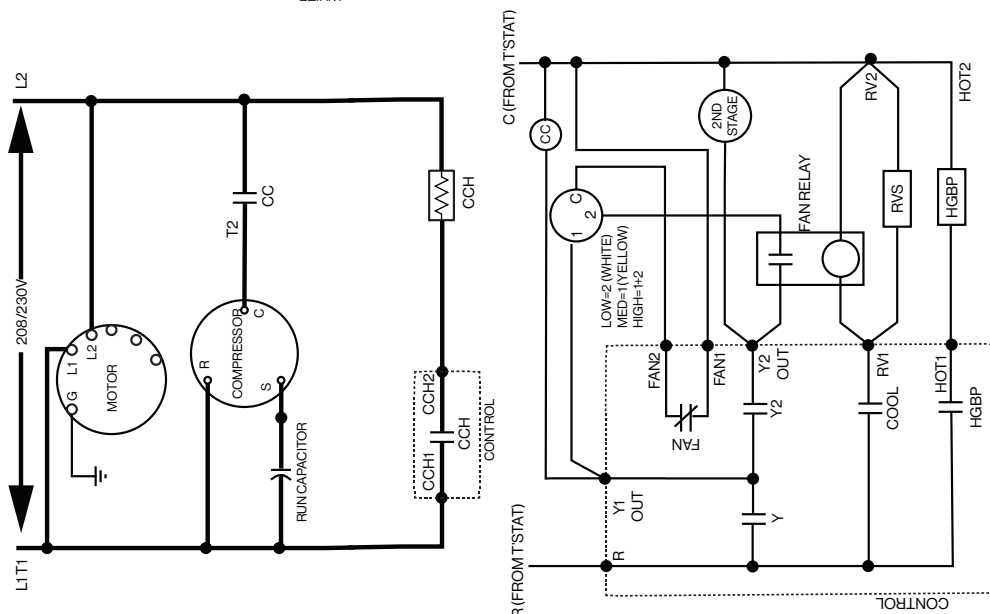 L2
208/230V
L1T1
G
L1
L2
MOTOR
R
COMPRESSOR
C
S
T2
CC
RUN CAPACITOR
CCH
CCH1
CCH2
CCH
CONTROL
C (FROM T'STAT)
CC
1
C
2
LOW=2 (WHITE)
MED=1(YELLOW)
HIGH=1+2
2ND
STAGE
FAN RELAY
RV2
RVS
HOT2
HGBP
FAN2
FAN1
FAN
Y2
OUT
Y2
RV1
COOL
HOT1
HGBP
Y1
OUT
Y
R
R (FROM T'STAT)
CONTROL